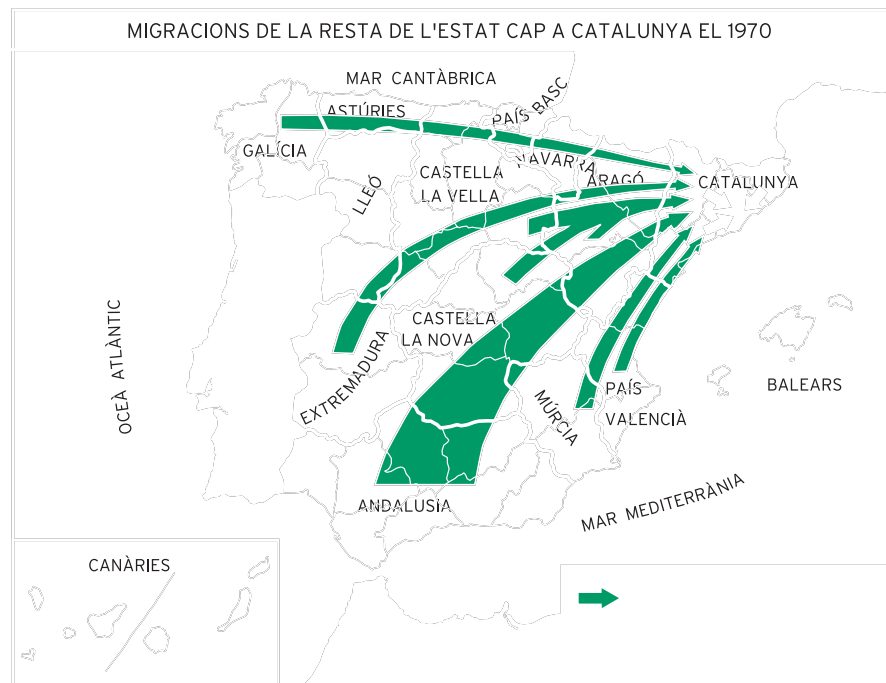 MIGRACIONS DE LA RESTA DE L'ESTAT CAP A CATALUNYA EL 1970
MAR CANTÀBRICA
ASTÚRIES
PAÍS BASC
GALÍCIA
NAVARRA
CASTELLA
LA VELLA
ARAGÓ
CATALUNYA
LLEÓ
OCEÀ ATLÀNTIC
CASTELLA
LA NOVA
EXTREMADURA
MÚRCIA
PAÍS
VALENCIÀ
BALEARS
ANDALUSÍA
MAR MEDITERRÀNIA
CANÀRIES